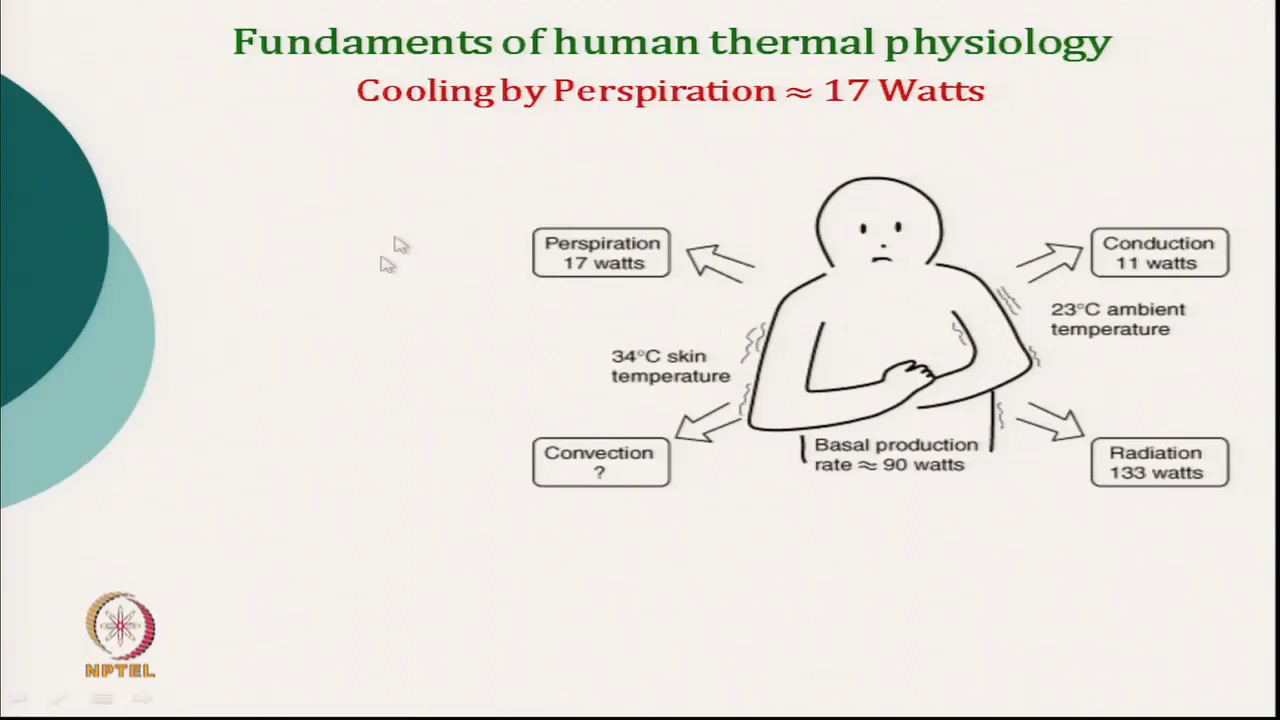 Fundaments of human thermal physiology
Cooling by Perspiration ≈ 17 Watts
Perspiration
17 watts
Conduction
11 watts
23°C ambient
temperature
34°C skin
temperature
Convection
?
Basal production
rate ≈ 90 watts
Radiation
133 watts
NPTEL